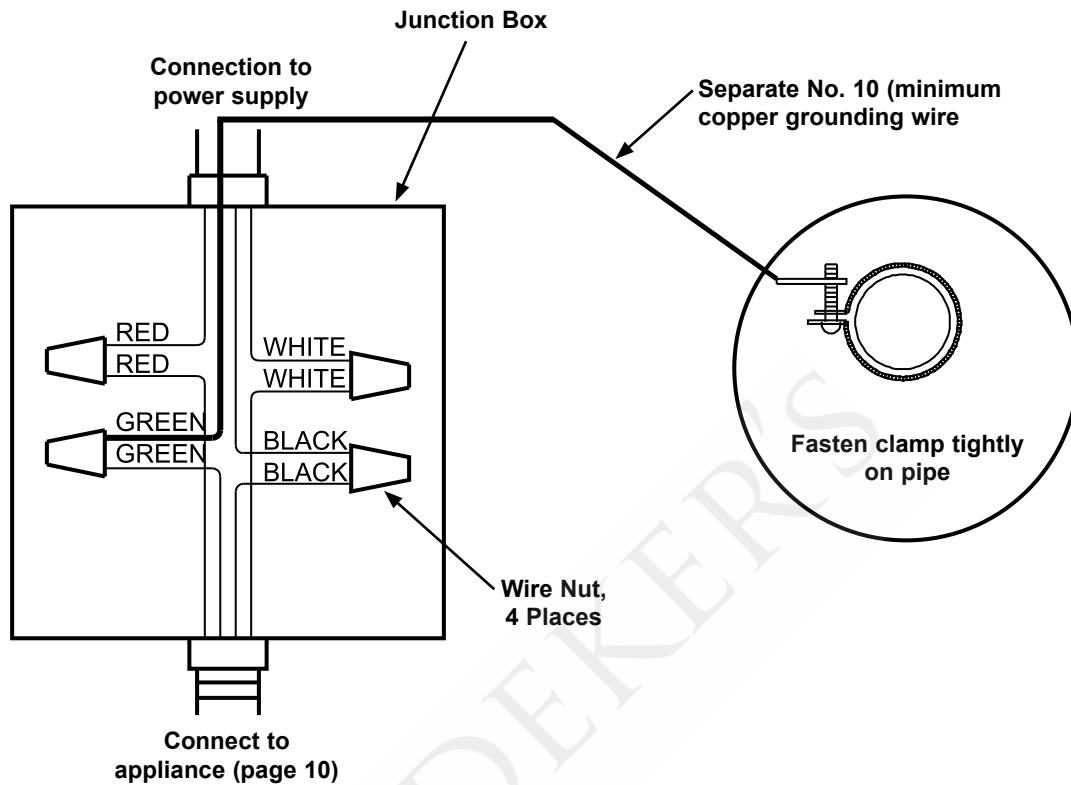 Junction Box
Connection to
power supply
Separate No. 10 (minimum
copper grounding wire
RED
RED
GREEN
GREEN
WHITE
WHITE
BLACK
BLACK
Fasten clamp tightly
on pipe
Wire Nut,
4 Places
Connect to
appliance (page 10)
DEKER'S